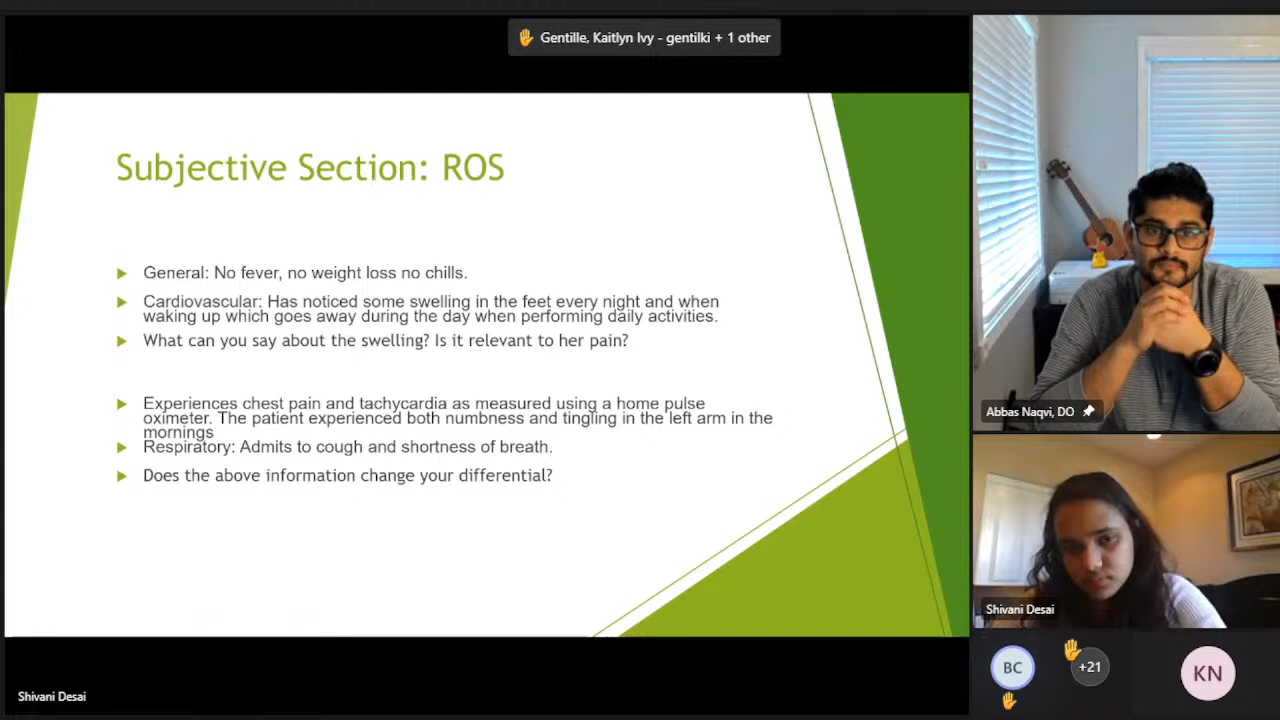 Gentille, Kaitlyn Ivy - gentilki + 1 other
Subjective Section: ROS
General: No fever, no weight loss no chills.
Cardiovascular: Has noticed some swelling in the feet every night and when
waking up which goes away during the day when performing daily activities.
What can you say about the swelling? Is it relevant to her pain?
Experiences chest pain and tachycardia as measured using a home pulse
oximeter. The patient experienced both numbness and tingling in the left arm in the
mornings
Respiratory: Admits to cough and shortness of breath.
Does the above information change your differential?
Shivani Desai
Abbas Naqvi, DO
Shivani Desai
BC
+21
KN